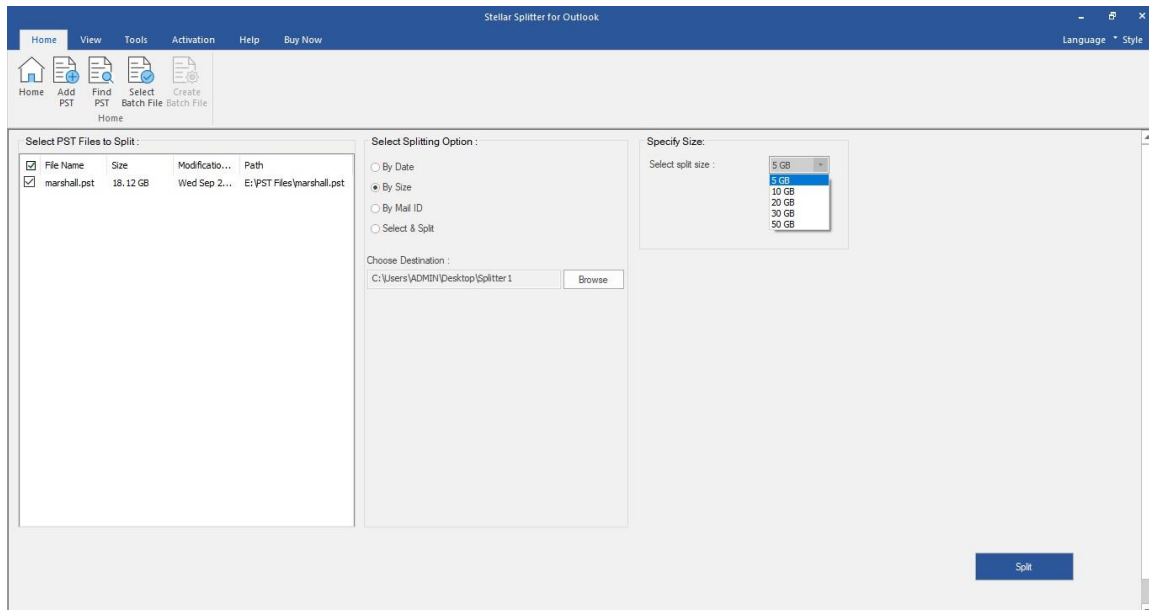 Stellar Splitter for Outlook
Home View Tools Activation Help Buy Now Language Style
Home Add PST Find PST Select Batch File Create Batch File
Home
Select PST Files to Split :
File Name Size Modificatio... Path
marshall.pst 18.12 GB Wed Sep 2... E:\PST Files\marshall.pst
Select Splitting Option :
By Date
By Size
By Mail ID
Select & Split
Choose Destination :
C:\Users\ADMIN\Desktop\Splitter1 Browse
Specify Size:
Select split size : 5 GB
5 GB
10 GB
20 GB
30 GB
50 GB
Split